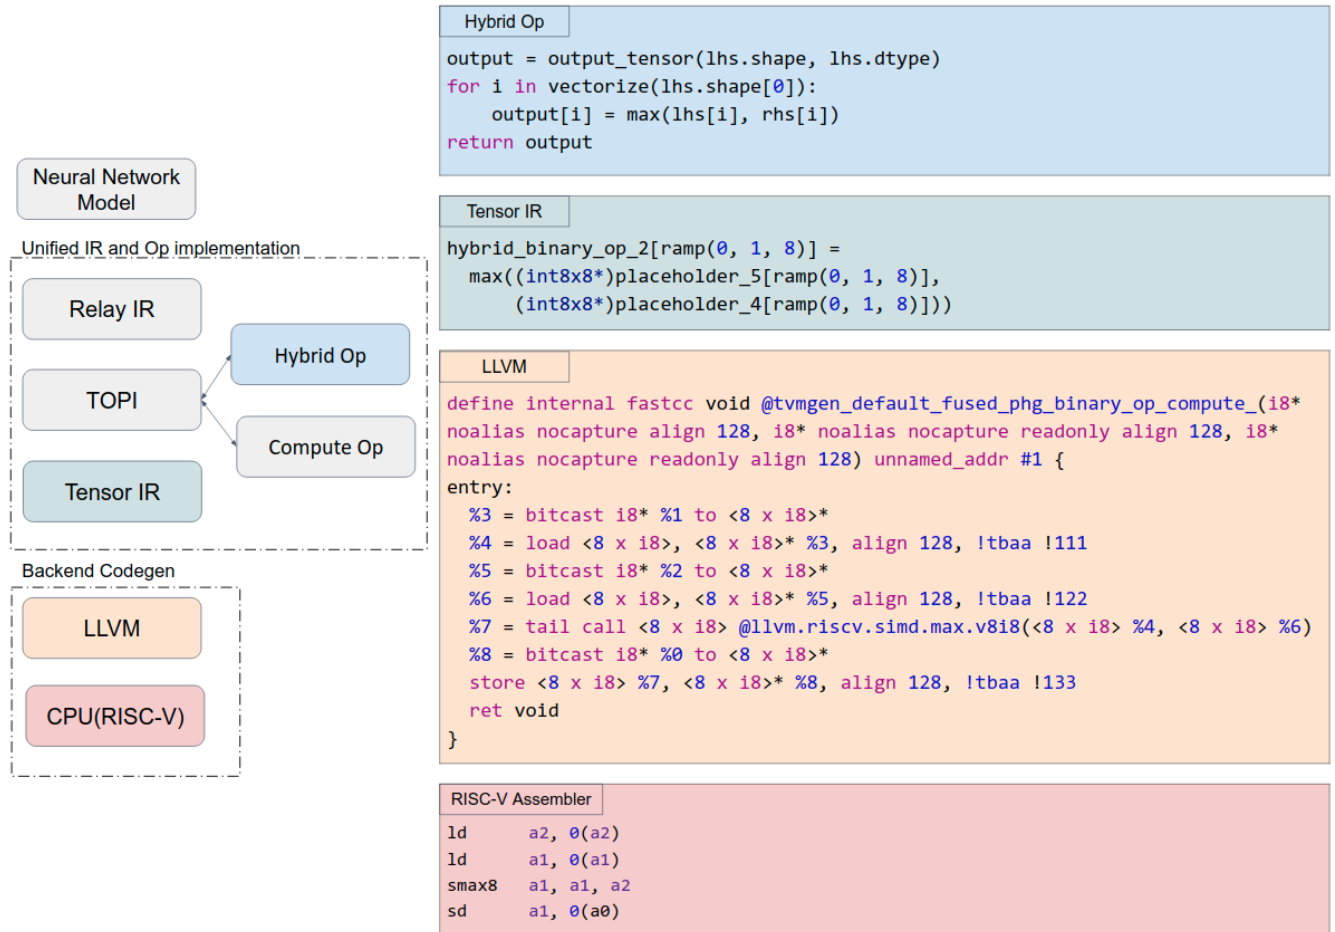 Neural Network
Model
Unified IR and Op implementation
Relay IR
TOPI
Tensor IR
Hybrid Op
Compute Op
Backend Codegen
LLVM
CPU(RISC-V)
Hybrid Op
output = output_tensor(lhs.shape, lhs.dtype)
for i in vectorize(lhs.shape[0]):
    output[i] = max(lhs[i], rhs[i])
return output
Tensor IR
hybrid_binary_op_2[ramp(0, 1, 8)] =
  max((int8x8*)placeholder_5[ramp(0, 1, 8)],
      (int8x8*)placeholder_4[ramp(0, 1, 8)]))
LLVM
define internal fastcc void @tvmgen_default_fused_phg_binary_op_compute_(i8*
noalias nocapture align 128, i8* noalias nocapture readonly align 128, i8*
noalias nocapture readonly align 128) unnamed_addr #1 {
entry:
  %3 = bitcast i8* %1 to <8 x i8>*
  %4 = load <8 x i8>, <8 x i8>* %3, align 128, !tbaa !111
  %5 = bitcast i8* %2 to <8 x i8>*
  %6 = load <8 x i8>, <8 x i8>* %5, align 128, !tbaa !122
  %7 = tail call <8 x i8> @llvm.riscv.simd.max.v8i8(<8 x i8> %4, <8 x i8> %6)
  %8 = bitcast i8* %0 to <8 x i8>*
  store <8 x i8> %7, <8 x i8>* %8, align 128, !tbaa !133
  ret void
}
RISC-V Assembler
ld      a2, 0(a2)
ld      a1, 0(a1)
smax8   a1, a1, a2
sd      a1, 0(a0)